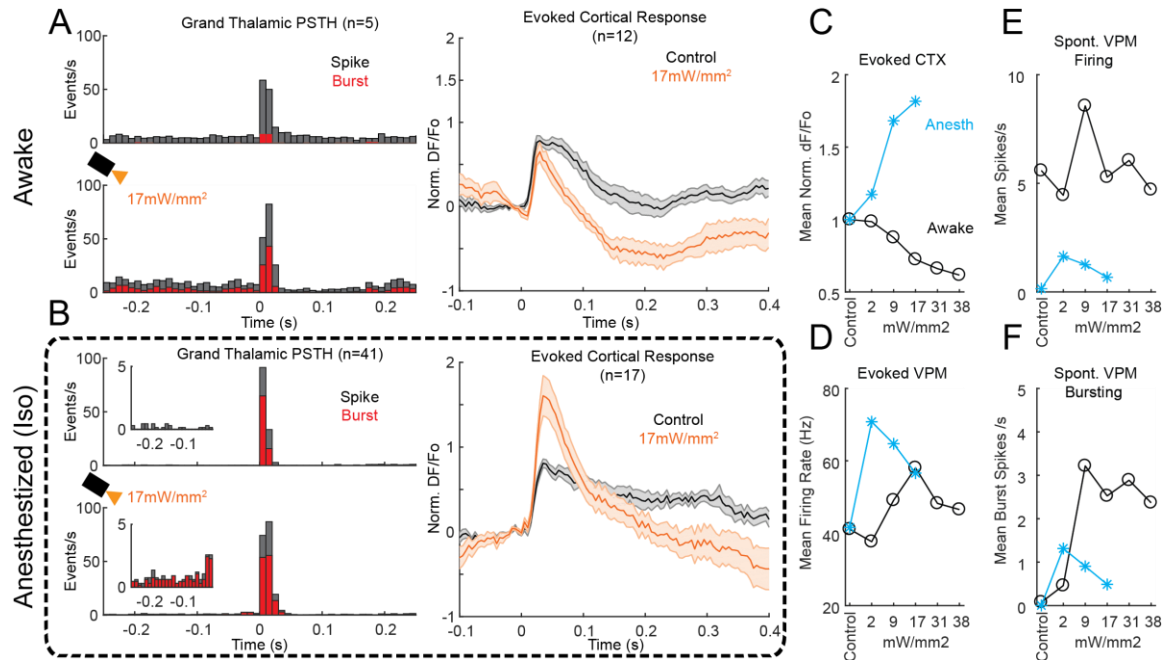 A
Awake
Grand Thalamic PSTH (n=5)
Events/s
100
50
0
Spike
Burst
17mW/mm²
Events/s
100
50
0
-0.2 -0.1 0 0.1 0.2
Time (s)
Evoked Cortical Response
(n=12)
Norm. DF/Fo
2
1
0
-1
Control
17mW/mm²
-0.1 0 0.1 0.2 0.3 0.4
Time (s)
B
Anesthestized (Iso)
Grand Thalamic PSTH (n=41)
Events/s
100
50
0
5
0
-0.2 -0.1
Spike
Burst
17mW/mm²
Events/s
100
50
0
5
0
-0.2 -0.1
-0.2 -0.1 0 0.1 0.2
Time (s)
Evoked Cortical Response
(n=17)
Norm. DF/Fo
2
1
0
-1
Control
17mW/mm²
-0.1 0 0.1 0.2 0.3 0.4
Time (s)
C
Evoked CTX
Mean Norm. dF/Fo
2
1.5
1
0.5
Anesth
Awake
Control 2 9 17 31 38
mW/mm2
D
Evoked VPM
Mean Firing Rate (Hz)
80
60
40
20
Control 2 9 17 31 38
mW/mm2
E
Spont. VPM
Firing
Mean Spikes/s
10
5
0
Control 2 9 17 31 38
mW/mm2
F
Spont. VPM
Bursting
Mean Burst Spikes /s
5
4
3
2
1
0
Control 2 9 17 31 38
mW/mm2